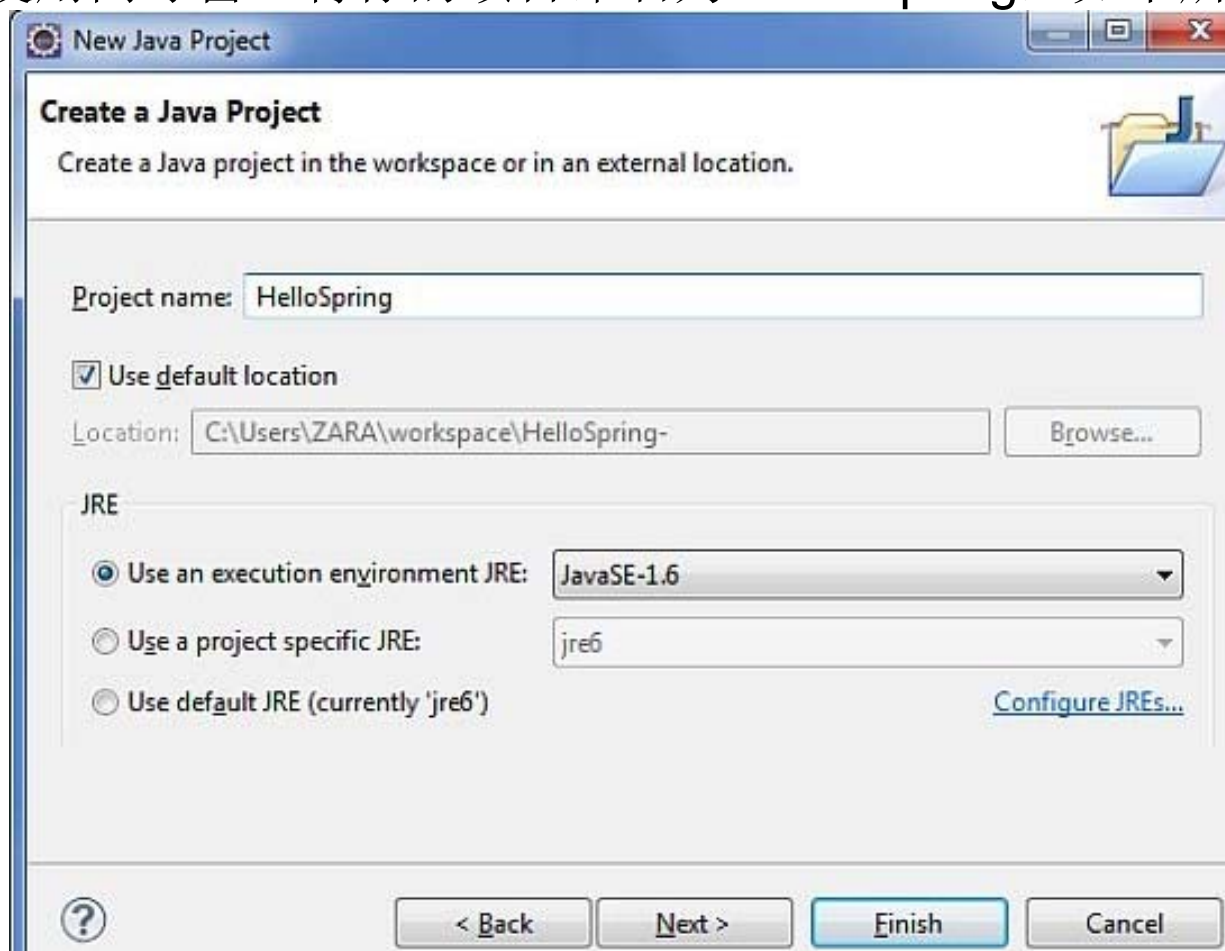 New Java Project
Create a Java Project
Create a Java project in the workspace or in an external location.
Project name: HelloSpring
Use default location
Location: C:\Users\ZARA\workspace\HelloSpring-
Browse...
JRE
Use an execution environment JRE: JavaSE-1.6
Use a project specific JRE: jre6
Use default JRE (currently 'jre6')
Configure JREs...
< Back
Next >
Finish
Cancel